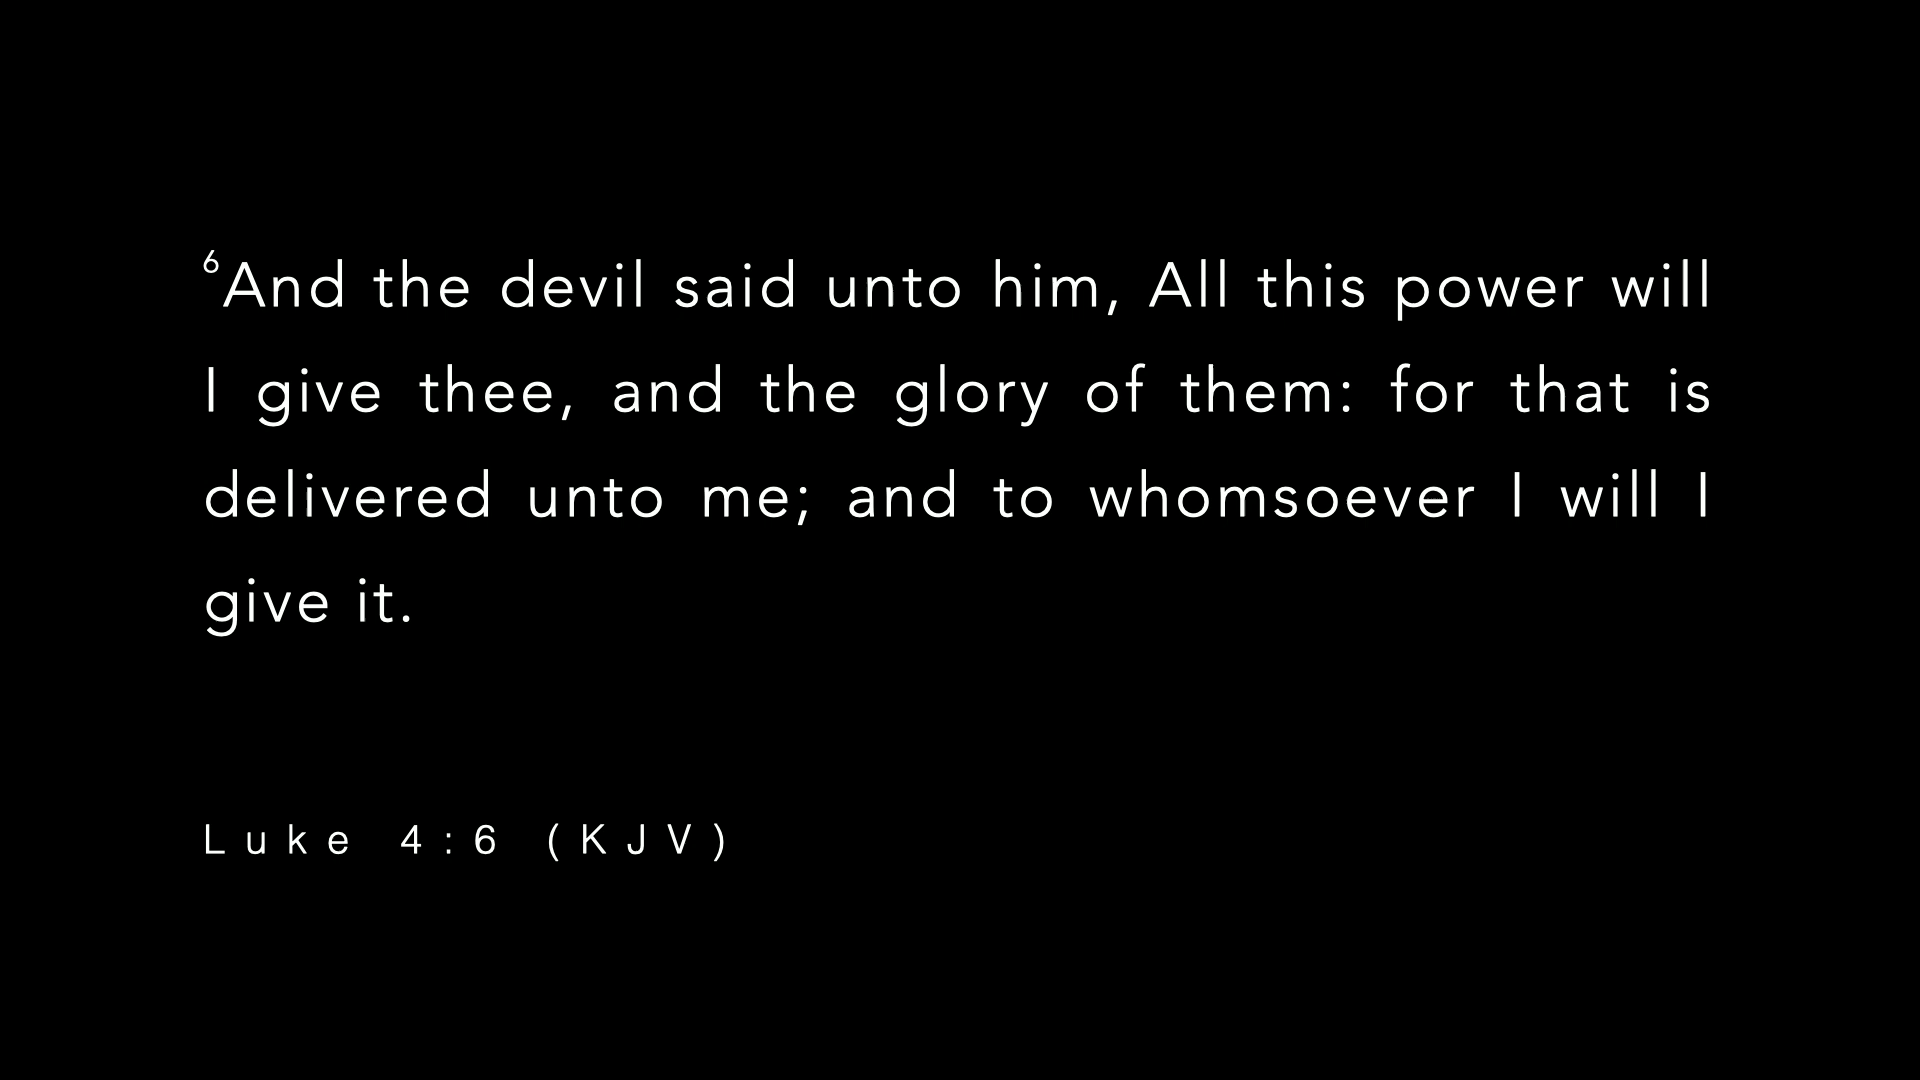 ⁶And the devil said unto him, All this power will
I give thee, and the glory of them: for that is
delivered unto me; and to whomsoever I will I
give it.
Luke 4:6 (KJV)